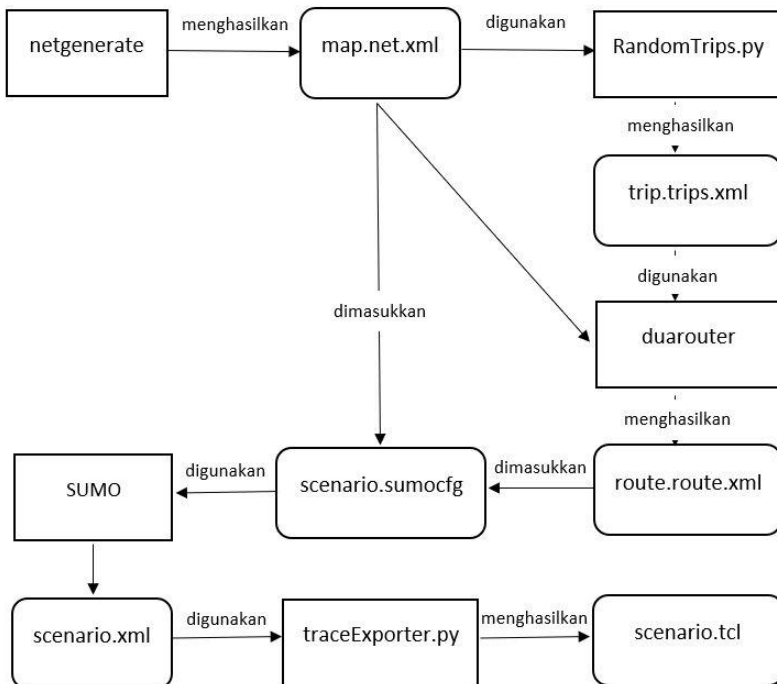 netgenerate
menghasilkan
map.net.xml
digunakan
RandomTrips.py
menghasilkan
trip.trips.xml
digunakan
dimasukkan
duarouter
menghasilkan
SUMO
digunakan
scenario.sumocfg
dimasukkan
route.route.xml
scenario.xml
digunakan
traceExporter.py
menghasilkan
scenario.tcl